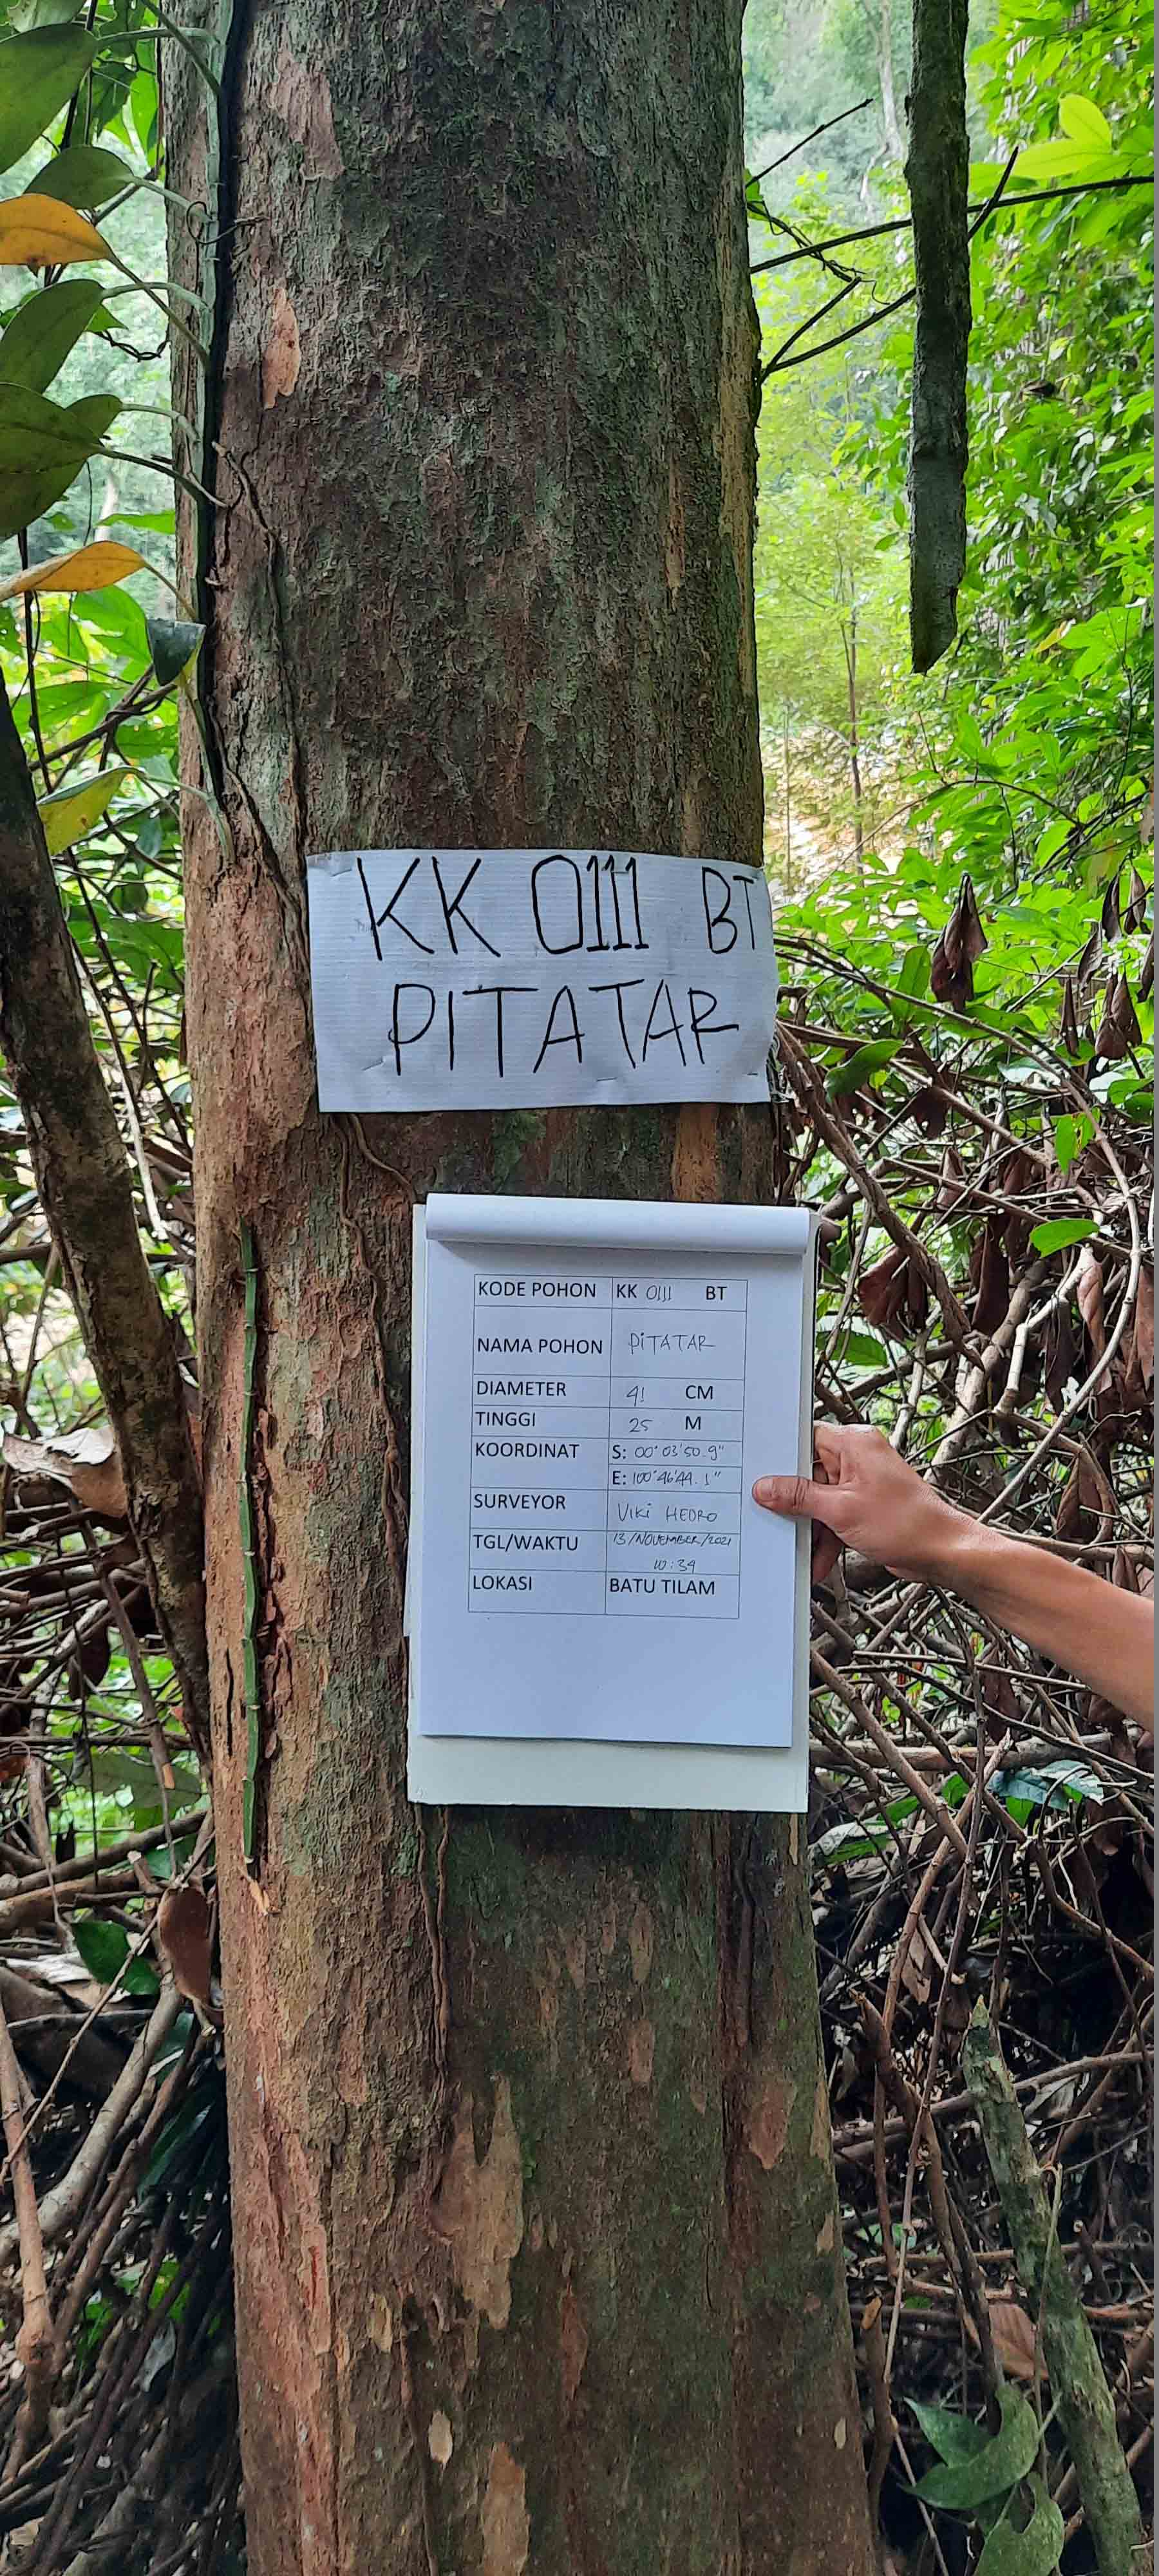 KK 0111 BT
PITATAR
KODE POHON KK 0111 BT
NAMA POHON PiTATAR
DIAMETER 41 CM
TINGGI 25 M
KOORDINAT S: 00° 03' 50.9"
E: 100° 46' 44.1"
SURVEYOR Viki HEDRO
TGL/WAKTU 13/NOVEMBER/2021
10:34
LOKASI BATU TILAM